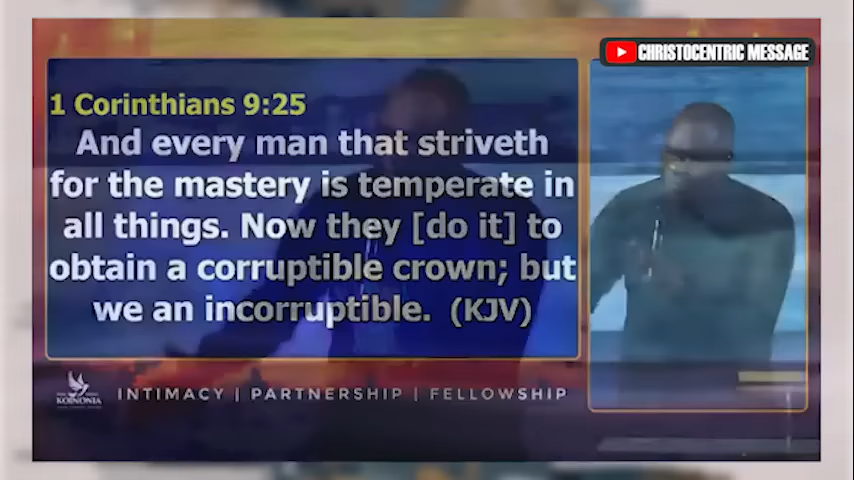 CHRISTOCENTRIC MESSAGE
1 Corinthians 9:25
And every man that striveth
for the mastery is temperate in
all things. Now they [do it] to
obtain a corruptible crown; but
we an incorruptible. (KJV)
KOINONIA
INTIMACY | PARTNERSHIP | FELLOWSHIP